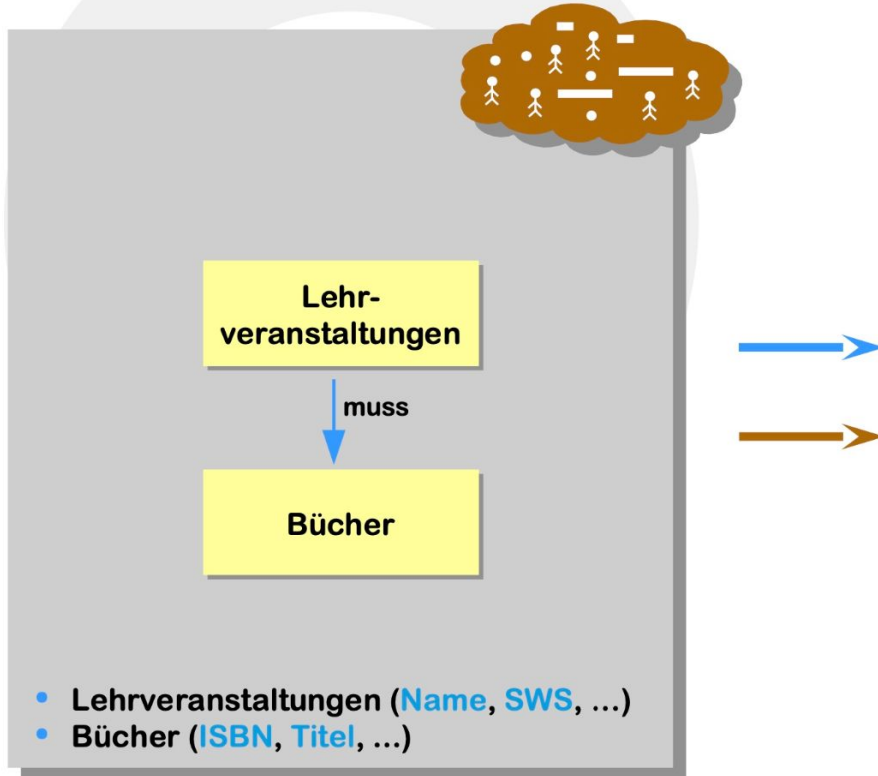 Lehr-
veranstaltungen
muss
Bücher
• Lehrveranstaltungen (Name, SWS, ...)
• Bücher (ISBN, Titel, ...)